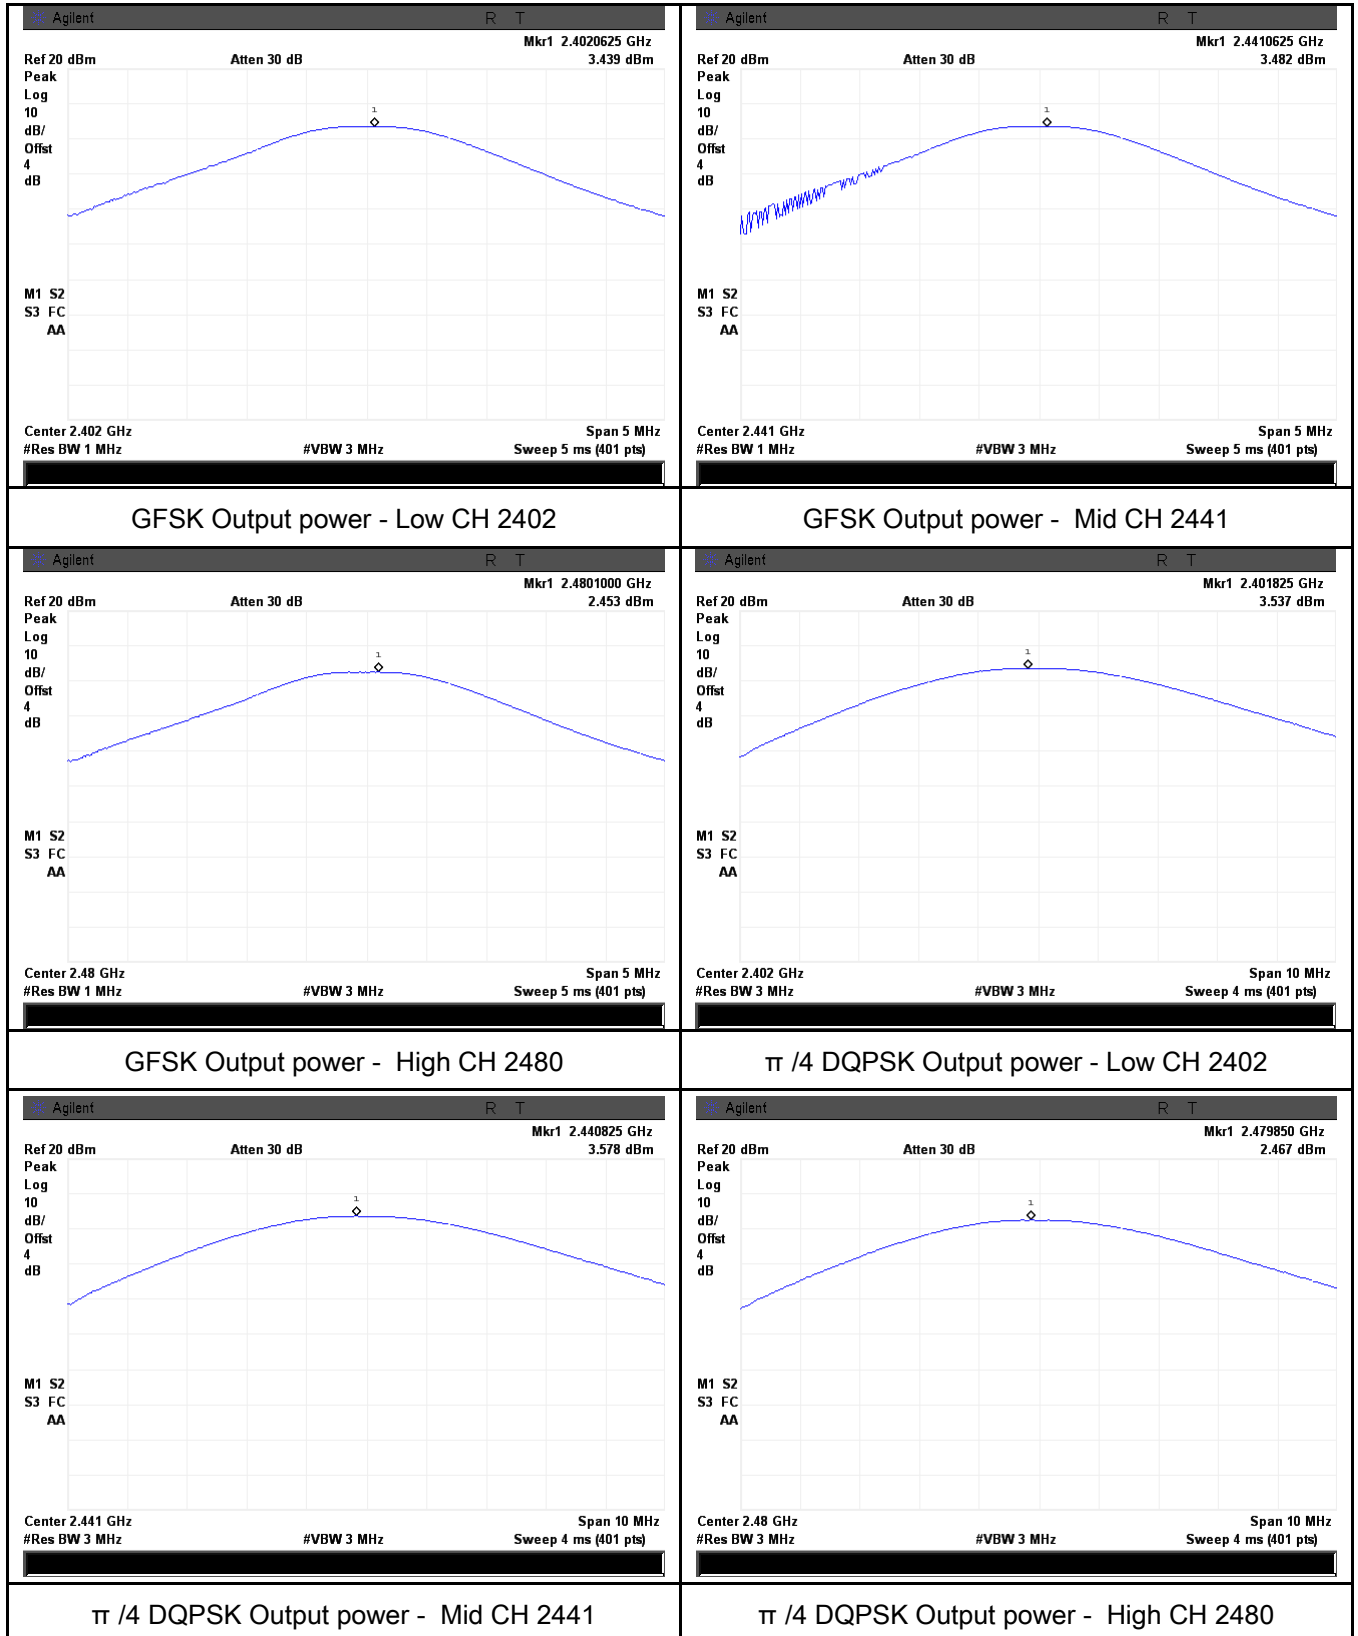 Agilent R T
Mkr1 2.4020625 GHz
Ref 20 dBm Atten 30 dB 3.439 dBm
Peak
Log
10
dB/
Offst
4
dB
1
M1 S2
S3 FC
AA
Center 2.402 GHz Span 5 MHz
#Res BW 1 MHz #VBW 3 MHz Sweep 5 ms (401 pts)
GFSK Output power - Low CH 2402
Agilent R T
Mkr1 2.4410625 GHz
Ref 20 dBm Atten 30 dB 3.482 dBm
Peak
Log
10
dB/
Offst
4
dB
1
M1 S2
S3 FC
AA
Center 2.441 GHz Span 5 MHz
#Res BW 1 MHz #VBW 3 MHz Sweep 5 ms (401 pts)
GFSK Output power - Mid CH 2441
Agilent R T
Mkr1 2.4801000 GHz
Ref 20 dBm Atten 30 dB 2.453 dBm
Peak
Log
10
dB/
Offst
4
dB
1
M1 S2
S3 FC
AA
Center 2.48 GHz Span 5 MHz
#Res BW 1 MHz #VBW 3 MHz Sweep 5 ms (401 pts)
GFSK Output power - High CH 2480
Agilent R T
Mkr1 2.401825 GHz
Ref 20 dBm Atten 30 dB 3.537 dBm
Peak
Log
10
dB/
Offst
4
dB
1
M1 S2
S3 FC
AA
Center 2.402 GHz Span 10 MHz
#Res BW 3 MHz #VBW 3 MHz Sweep 4 ms (401 pts)
π /4 DQPSK Output power - Low CH 2402
Agilent R T
Mkr1 2.440825 GHz
Ref 20 dBm Atten 30 dB 3.578 dBm
Peak
Log
10
dB/
Offst
4
dB
1
M1 S2
S3 FC
AA
Center 2.441 GHz Span 10 MHz
#Res BW 3 MHz #VBW 3 MHz Sweep 4 ms (401 pts)
π /4 DQPSK Output power - Mid CH 2441
Agilent R T
Mkr1 2.479850 GHz
Ref 20 dBm Atten 30 dB 2.467 dBm
Peak
Log
10
dB/
Offst
4
dB
1
M1 S2
S3 FC
AA
Center 2.48 GHz Span 10 MHz
#Res BW 3 MHz #VBW 3 MHz Sweep 4 ms (401 pts)
π /4 DQPSK Output power - High CH 2480